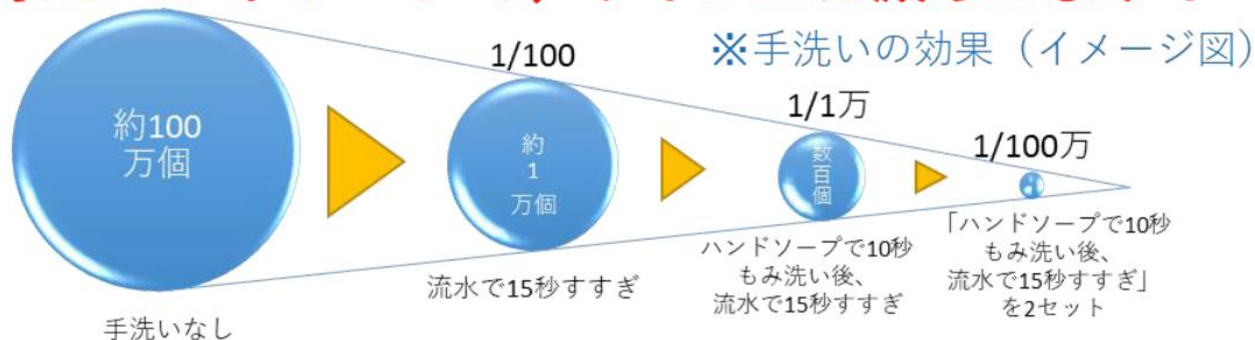 ※手洗いの効果（イメージ図）
1/100
1/1万
1/100万
約100
万個
約
1
万個
数
百
個
手洗いなし
流水で15秒すすぎ
ハンドソープで10秒
もみ洗い後、
流水で15秒すすぎ
「ハンドソープで10秒
もみ洗い後、
流水で15秒すすぎ」
を2セット